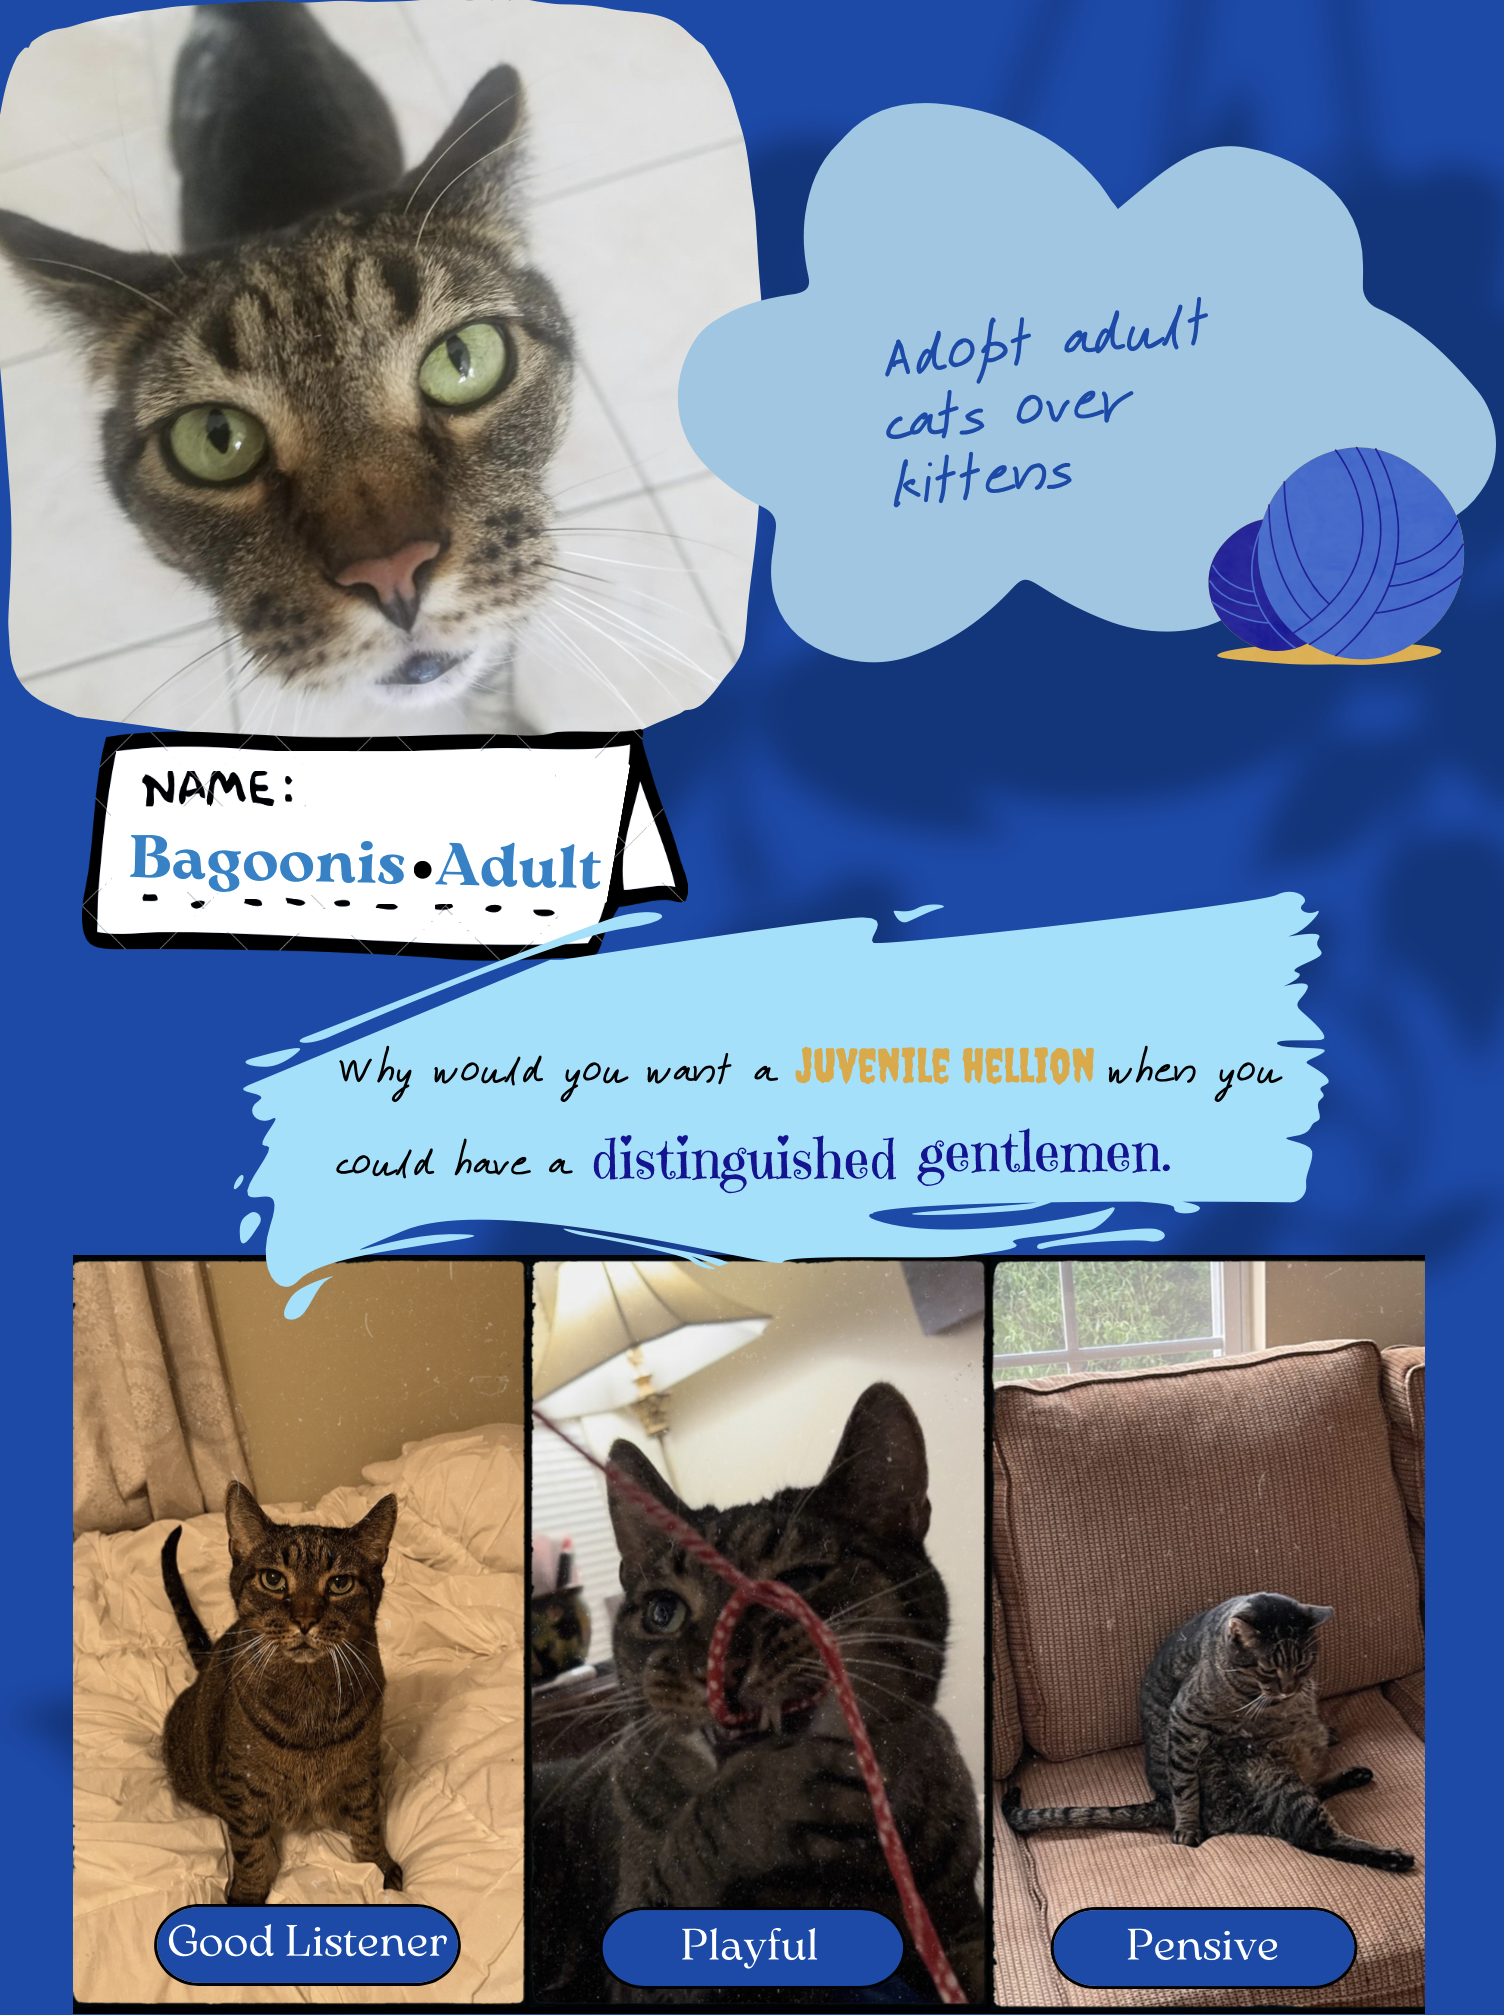 Adopt adult
cats over
kittens
NAME:
Bagoonis•Adult
Why would you want a JUVENILE HELLION when you
could have a distinguished gentlemen.
Good Listener
Playful
Pensive